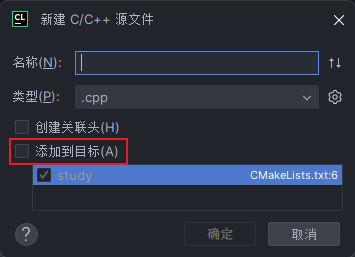 CL 新建 C/C++ 源文件
名称(N):
类型(P): .cpp
创建关联头(H)
添加到目标(A)
study CMakeLists.txt:6
? 确定 取消